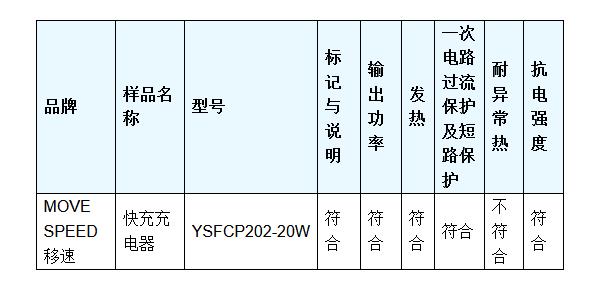 品牌
样品名
称
型号
标
记
与
说
明
输
出
功
率
发
热
一次
电路
过流
保护
及短
路保
护
耐
异
常
热
抗
电
强
度
MOVE
SPEED
移速
快充充
电器
YSFCP202-20W
符
合
符
合
符
合
符合
不
符
合
符
合